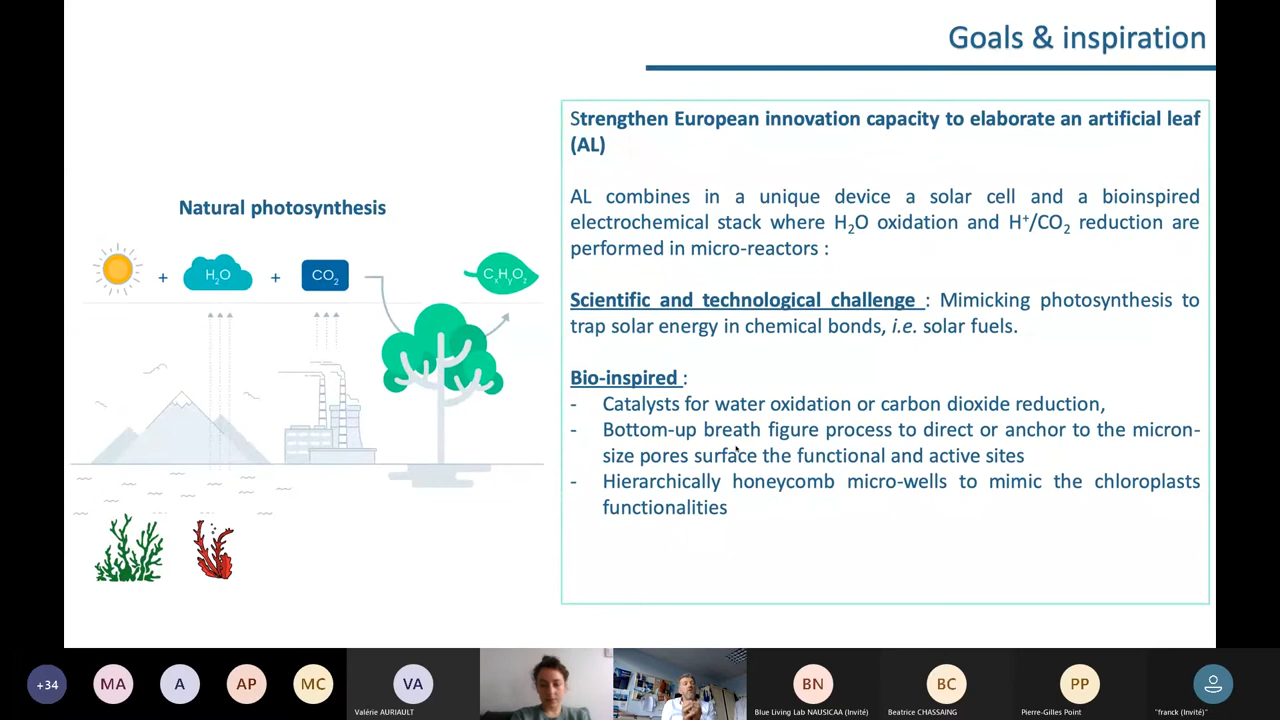 Goals & inspiration
Strengthen European innovation capacity to elaborate an artificial leaf
(AL)
AL combines in a unique device a solar cell and a bioinspired
electrochemical stack where H₂O oxidation and H⁺/CO₂ reduction are
performed in micro-reactors :
Scientific and technological challenge : Mimicking photosynthesis to
trap solar energy in chemical bonds, i.e. solar fuels.
Bio-inspired :
- Catalysts for water oxidation or carbon dioxide reduction,
- Bottom-up breath figure process to direct or anchor to the micron-
size pores surface the functional and active sites
- Hierarchically honeycomb micro-wells to mimic the chloroplasts
functionalities
Natural photosynthesis
+ H₂O + CO₂ CₓHᵧO_z
+34 MA A AP MC VA BN BC PP
Valérie AURIAULT Blue Living Lab NAUSICAA (Invité) Beatrice CHASSAING Pierre-Gilles Point "franck (Invité)"